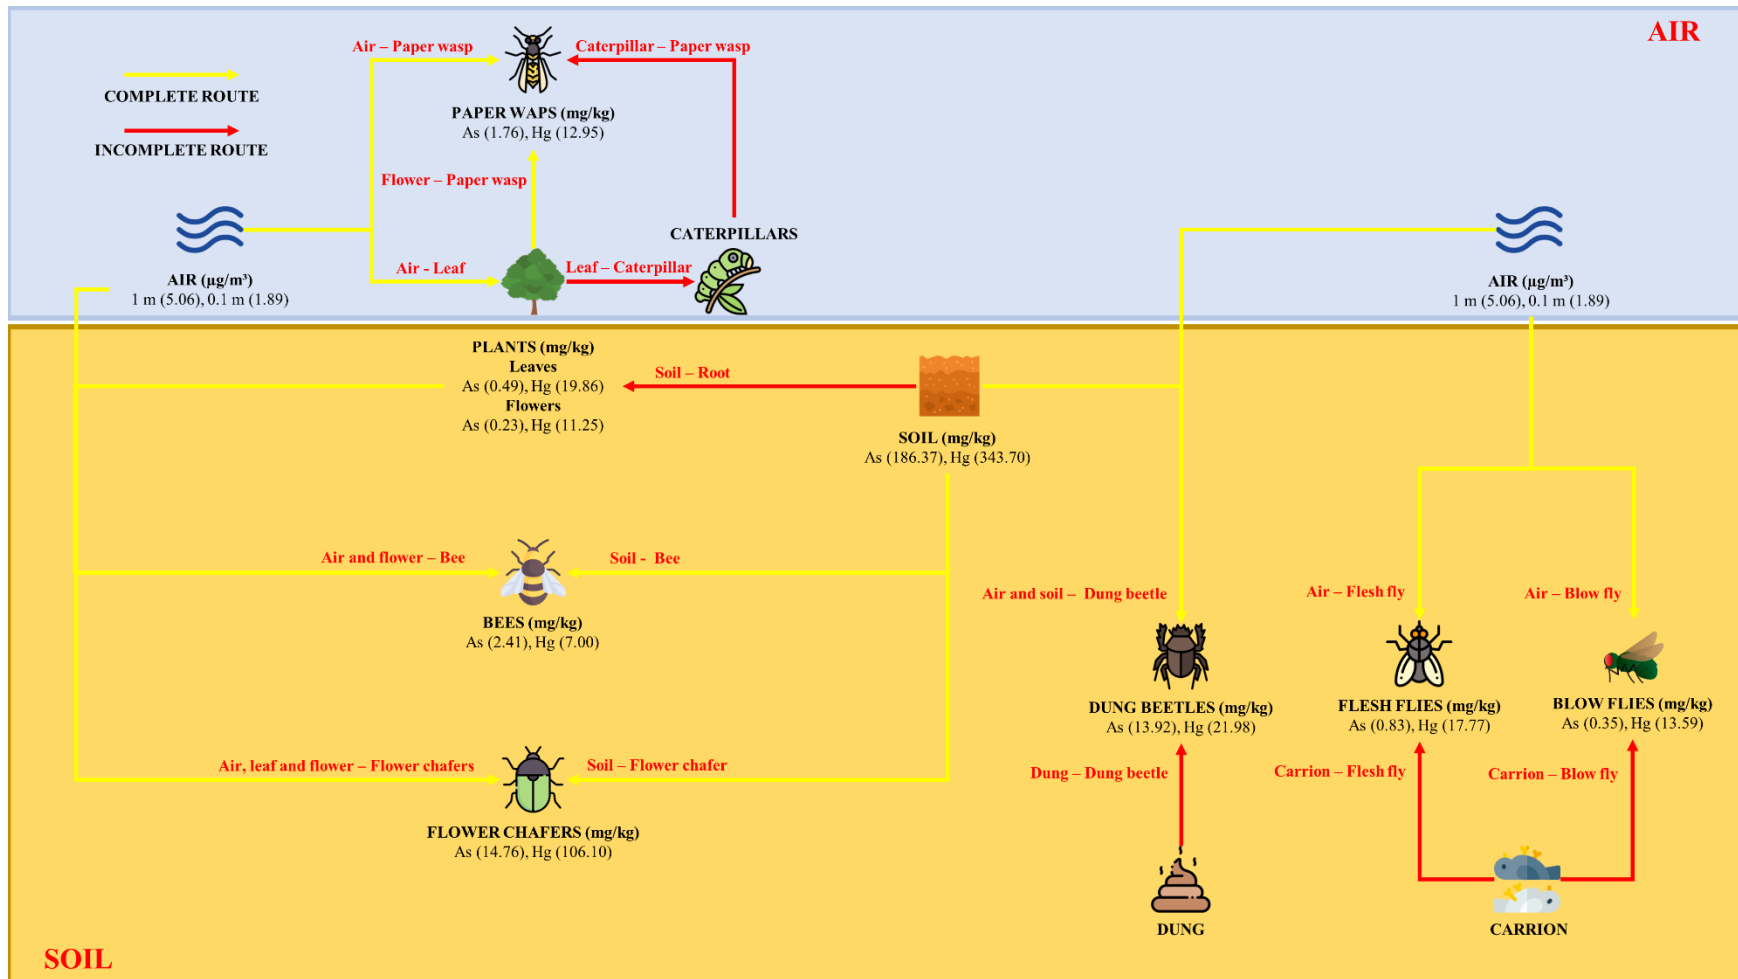 AIR
COMPLETE ROUTE
INCOMPLETE ROUTE
Air – Paper wasp
Caterpillar – Paper wasp
PAPER WAPS (mg/kg)
As (1.76), Hg (12.95)
Flower – Paper wasp
CATERPILLARS
Air - Leaf
Leaf – Caterpillar
AIR (µg/m³)
1 m (5.06), 0.1 m (1.89)
AIR (µg/m³)
1 m (5.06), 0.1 m (1.89)
PLANTS (mg/kg)
Leaves
As (0.49), Hg (19.86)
Flowers
As (0.23), Hg (11.25)
Soil – Root
SOIL (mg/kg)
As (186.37), Hg (343.70)
Air and flower – Bee
Soil - Bee
BEES (mg/kg)
As (2.41), Hg (7.00)
Air and soil – Dung beetle
Air – Flesh fly
Air – Blow fly
DUNG BEETLES (mg/kg)
As (13.92), Hg (21.98)
FLESH FLIES (mg/kg)
As (0.83), Hg (17.77)
BLOW FLIES (mg/kg)
As (0.35), Hg (13.59)
Air, leaf and flower – Flower chafers
Soil – Flower chafer
Dung – Dung beetle
Carrion – Flesh fly
Carrion – Blow fly
FLOWER CHAFERS (mg/kg)
As (14.76), Hg (106.10)
DUNG
CARRION
SOIL